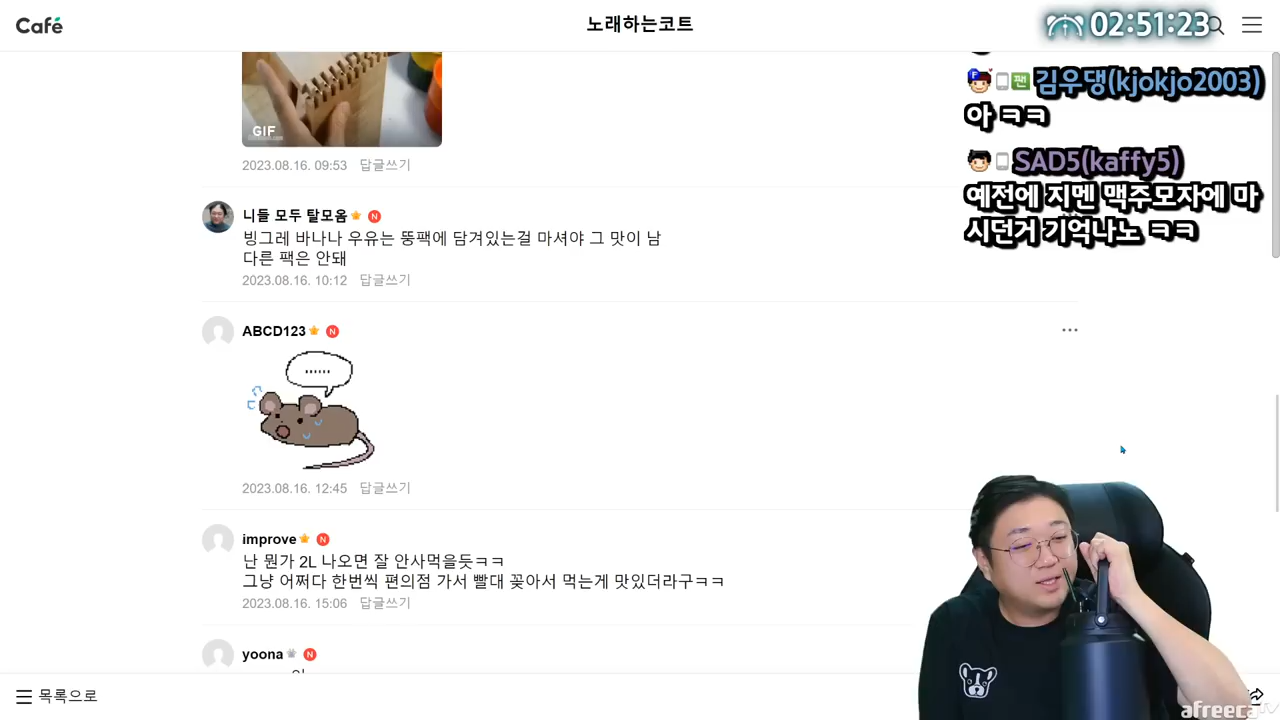 Café
노래하는코트
02:51:23
GIF
2023.08.16. 09:53 답글쓰기
김우댕(kjokjo2003)
팬
아 ㅋㅋ
SAD5(kaffy5)
예전에 지멘 맥주모자에 마
시던거 기억나노 ㅋㅋ
니들 모두 탈모옴 N
빙그레 바나나 우유는 뚱팩에 담겨있는걸 마셔야 그 맛이 남
다른 팩은 안돼
2023.08.16. 10:12 답글쓰기
ABCD123 N
......
2023.08.16. 12:45 답글쓰기
improve N
난 뭔가 2L 나오면 잘 안사먹을듯ㅋㅋ
그냥 어쩌다 한번씩 편의점 가서 빨대 꽂아서 먹는게 맛있더라구ㅋㅋ
2023.08.16. 15:06 답글쓰기
yoona N
목록으로
afreecaTV